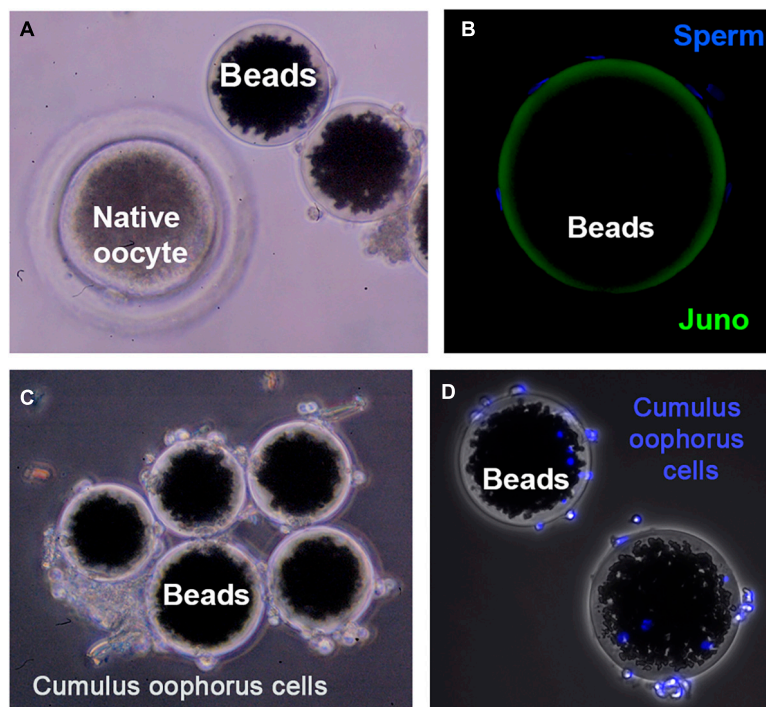 A
Beads
Native
oocyte
B
Sperm
Beads
Juno
C
Beads
Cumulus oophorus cells
D
Cumulus
oophorus
cells
Beads